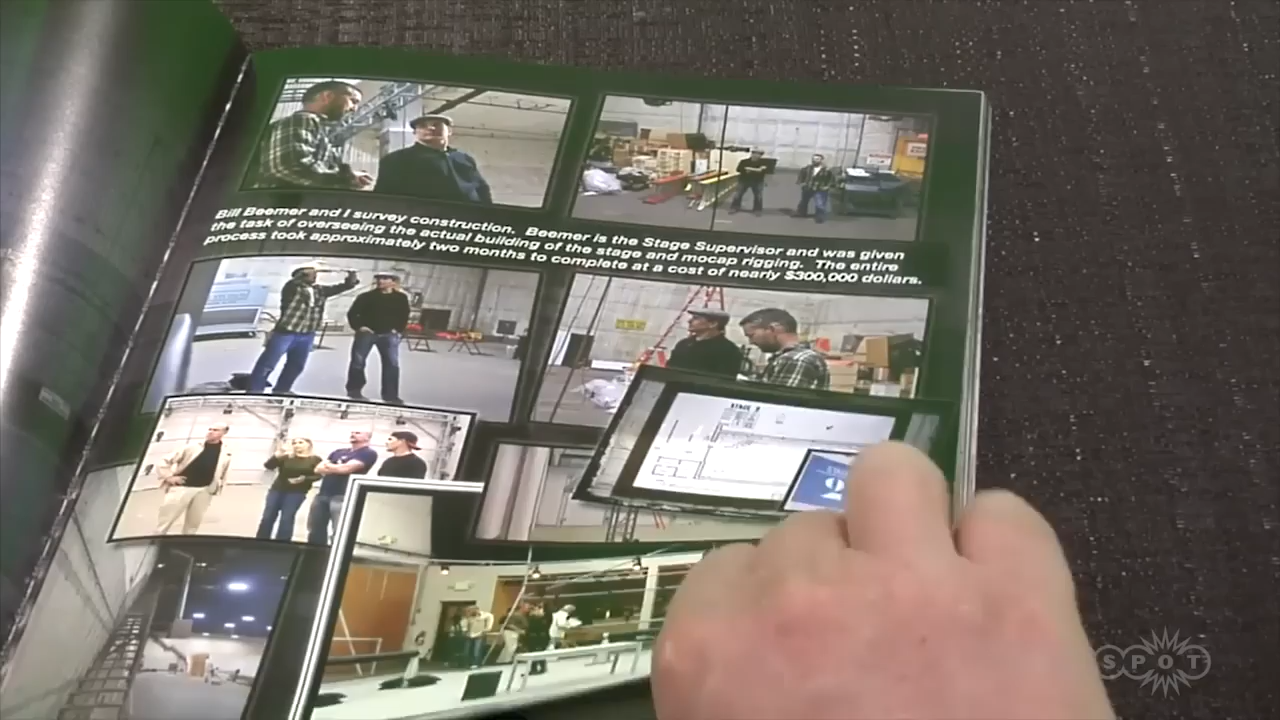 Bill Beemer and I survey construction. Beemer is the Stage Supervisor and was given
the task of overseeing the actual building of the stage and mocap rigging. The entire
process took approximately two months to complete at a cost of nearly $300,000 dollars.
SPOT